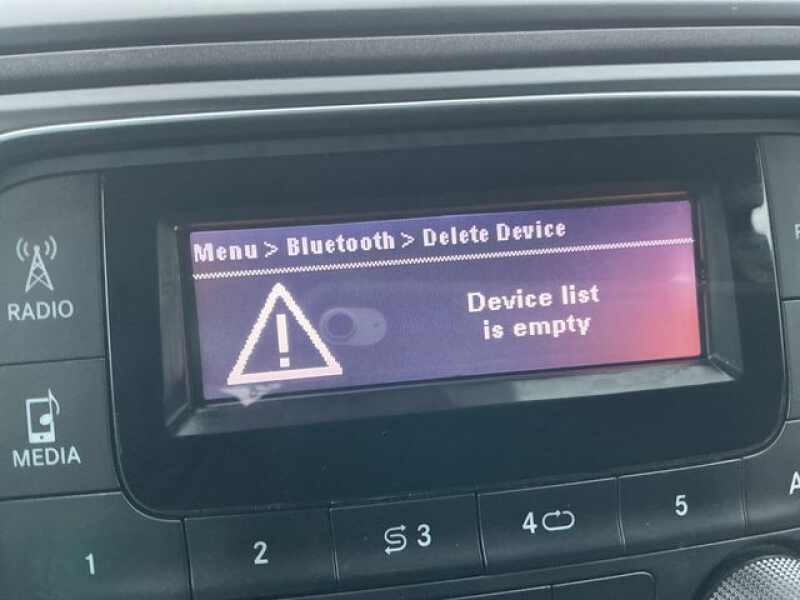 Menu > Bluetooth > Delete Device
Device list
is empty
RADIO
MEDIA
1
2
3
4
5
A